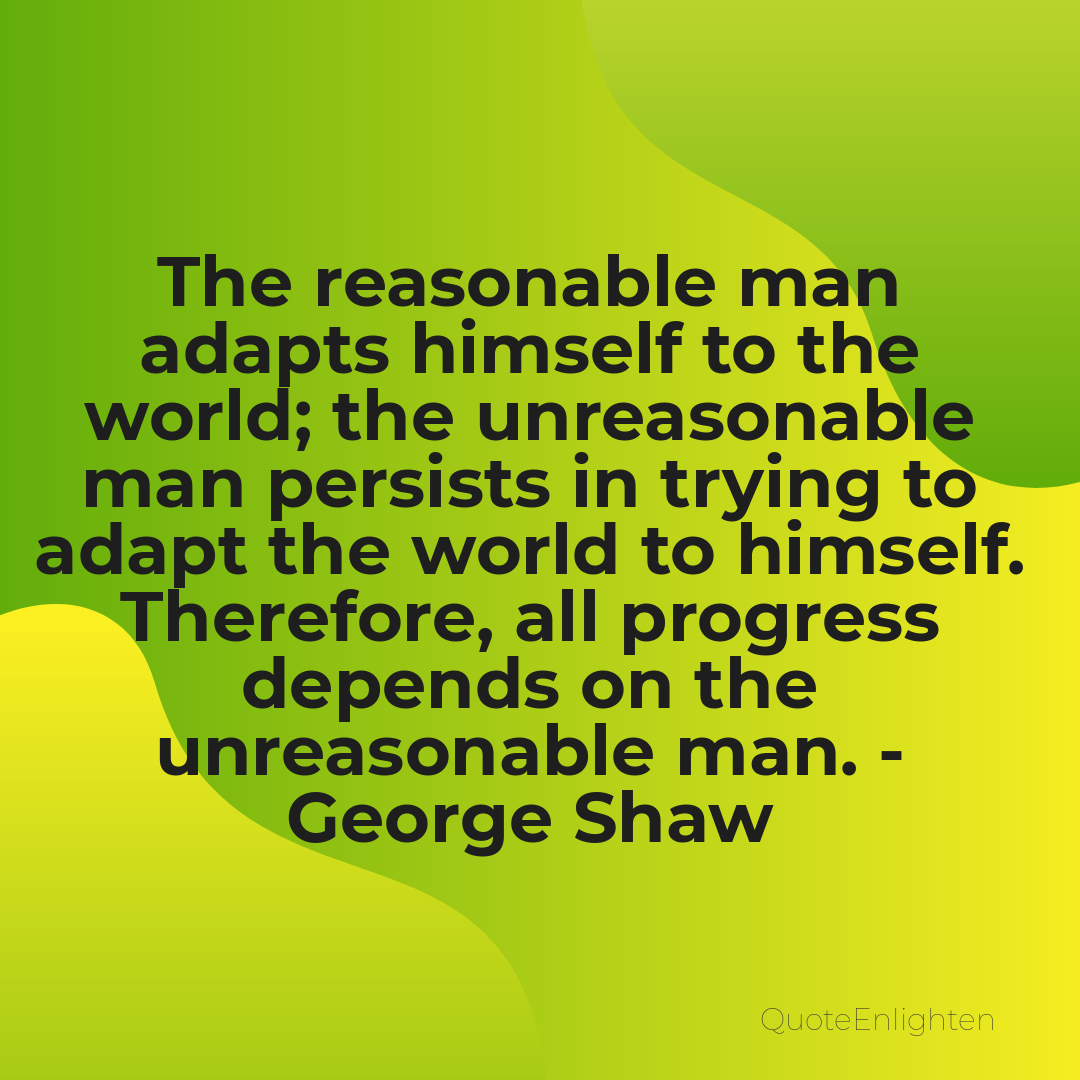 The reasonable man
adapts himself to the
world; the unreasonable
man persists in trying to
adapt the world to himself.
Therefore, all progress
depends on the
unreasonable man. -
George Shaw
QuoteEnlighten